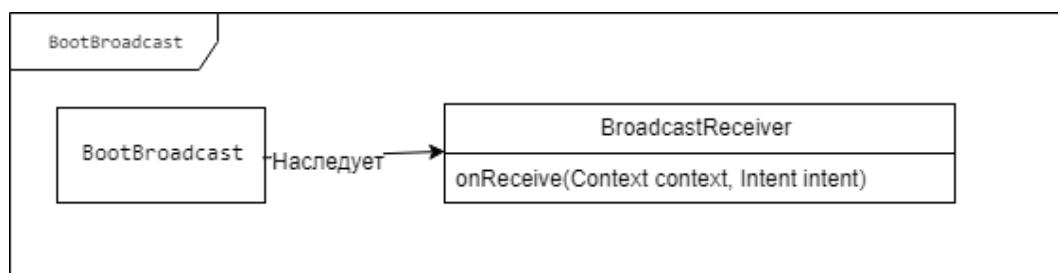 BootBroadcast
BootBroadcast
Наследует
BroadcastReceiver
onReceive(Context context, Intent intent)